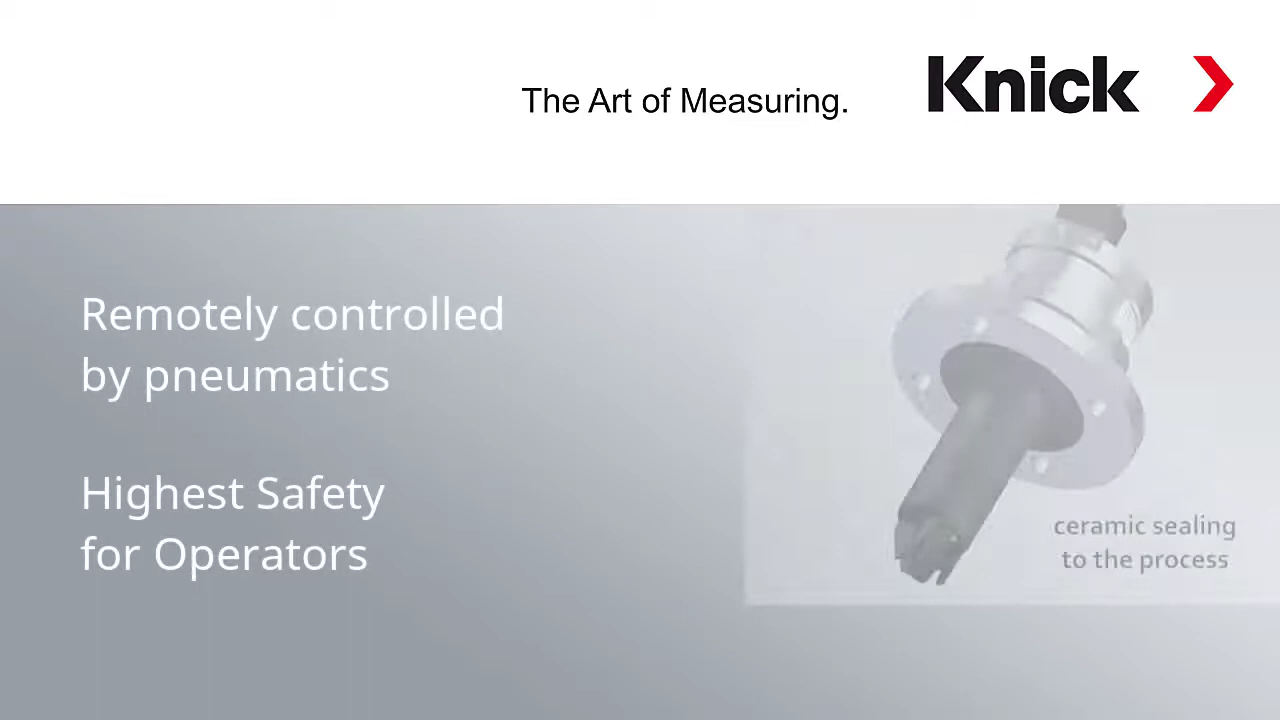 The Art of Measuring.
Knick
Remotely controlled
by pneumatics
Highest Safety
for Operators
ceramic sealing
to the process